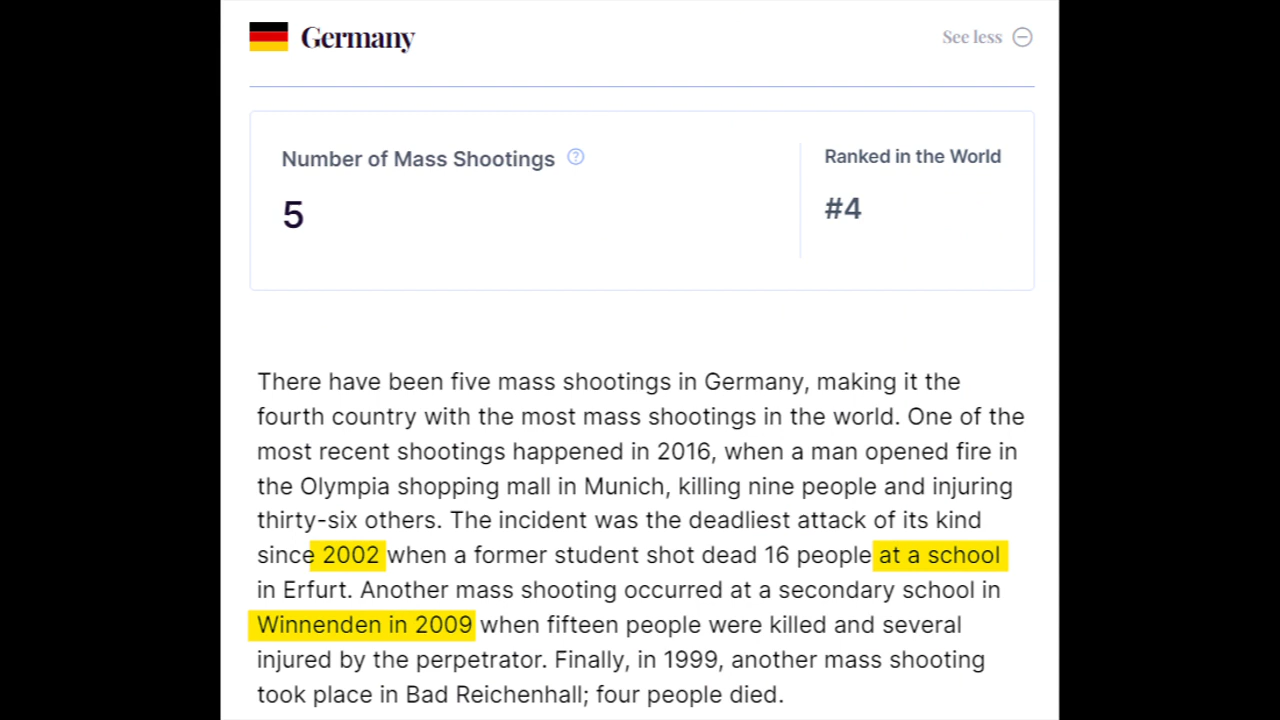 Germany
See less
Number of Mass Shootings
Ranked in the World
5
#4
There have been five mass shootings in Germany, making it the
fourth country with the most mass shootings in the world. One of the
most recent shootings happened in 2016, when a man opened fire in
the Olympia shopping mall in Munich, killing nine people and injuring
thirty-six others. The incident was the deadliest attack of its kind
since 2002 when a former student shot dead 16 people at a school
in Erfurt. Another mass shooting occurred at a secondary school in
Winnenden in 2009 when fifteen people were killed and several
injured by the perpetrator. Finally, in 1999, another mass shooting
took place in Bad Reichenhall; four people died.